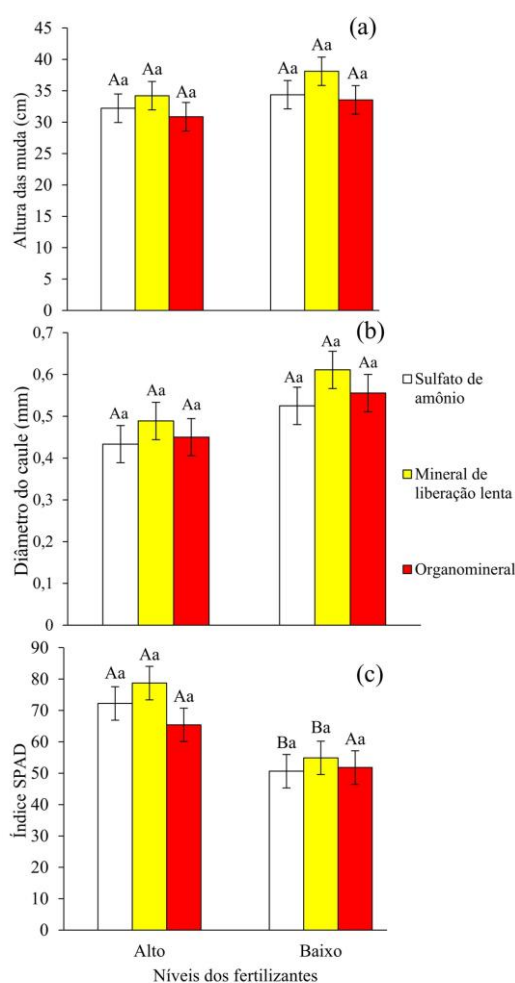 (a)
Altura das muda (cm)
45
40
35
30
25
20
15
10
5
0
Aa Aa Aa Aa Aa Aa
(b)
Diâmetro do caule (mm)
0,7
0,6
0,5
0,4
0,3
0,2
0,1
0
Aa Aa Aa Aa Aa Aa
Sulfato de
amônio
Mineral de
liberação lenta
Organomineral
(c)
Índice SPAD
90
80
70
60
50
40
30
20
10
0
Aa Aa Aa Ba Ba Aa
Alto Baixo
Níveis dos fertilizantes